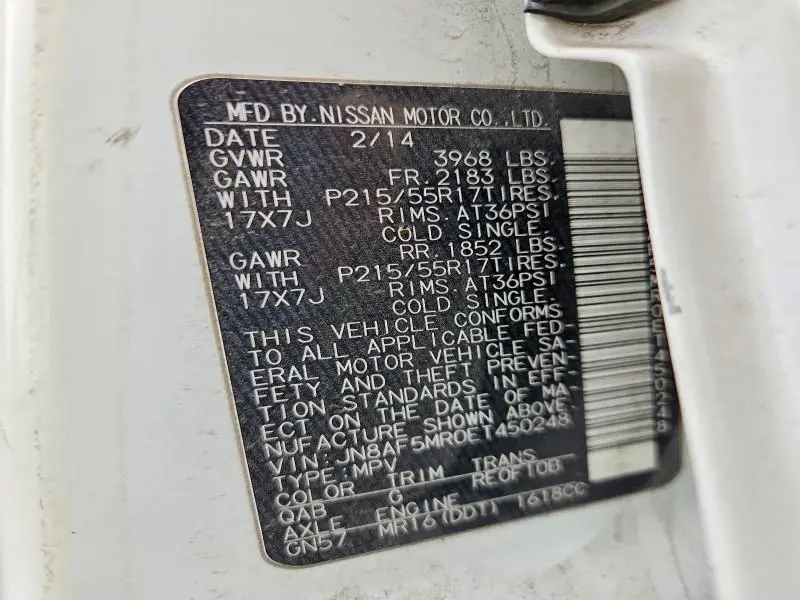 MFD BY NISSAN MOTOR CO.,LTD.
DATE 2/14
GVWR 3968 LBS.
GAWR FR. 2183 LBS.
WITH P215/55R17TIRES.
17X7J RIMS. AT36PSI
COLD SINGLE.
GAWR RR. 1852 LBS.
WITH P215/55R17TIRES.
17X7J RIMS. AT36PSI
COLD SINGLE.
THIS VEHICLE CONFORMS
TO ALL APPLICABLE FED-
ERAL MOTOR VEHICLE SA-
FETY AND THEFT PREVEN-
TION STANDARDS IN EFF-
ECT ON THE DATE OF MA-
NUFACTURE SHOWN ABOVE.
VIN: JN8AF5MR0ET450248
TYPE: MPV
COLOR TRIM TRANS
QAB G RE0F10B
AXLE ENGINE
GN57 MR16(DDT) 1618CC